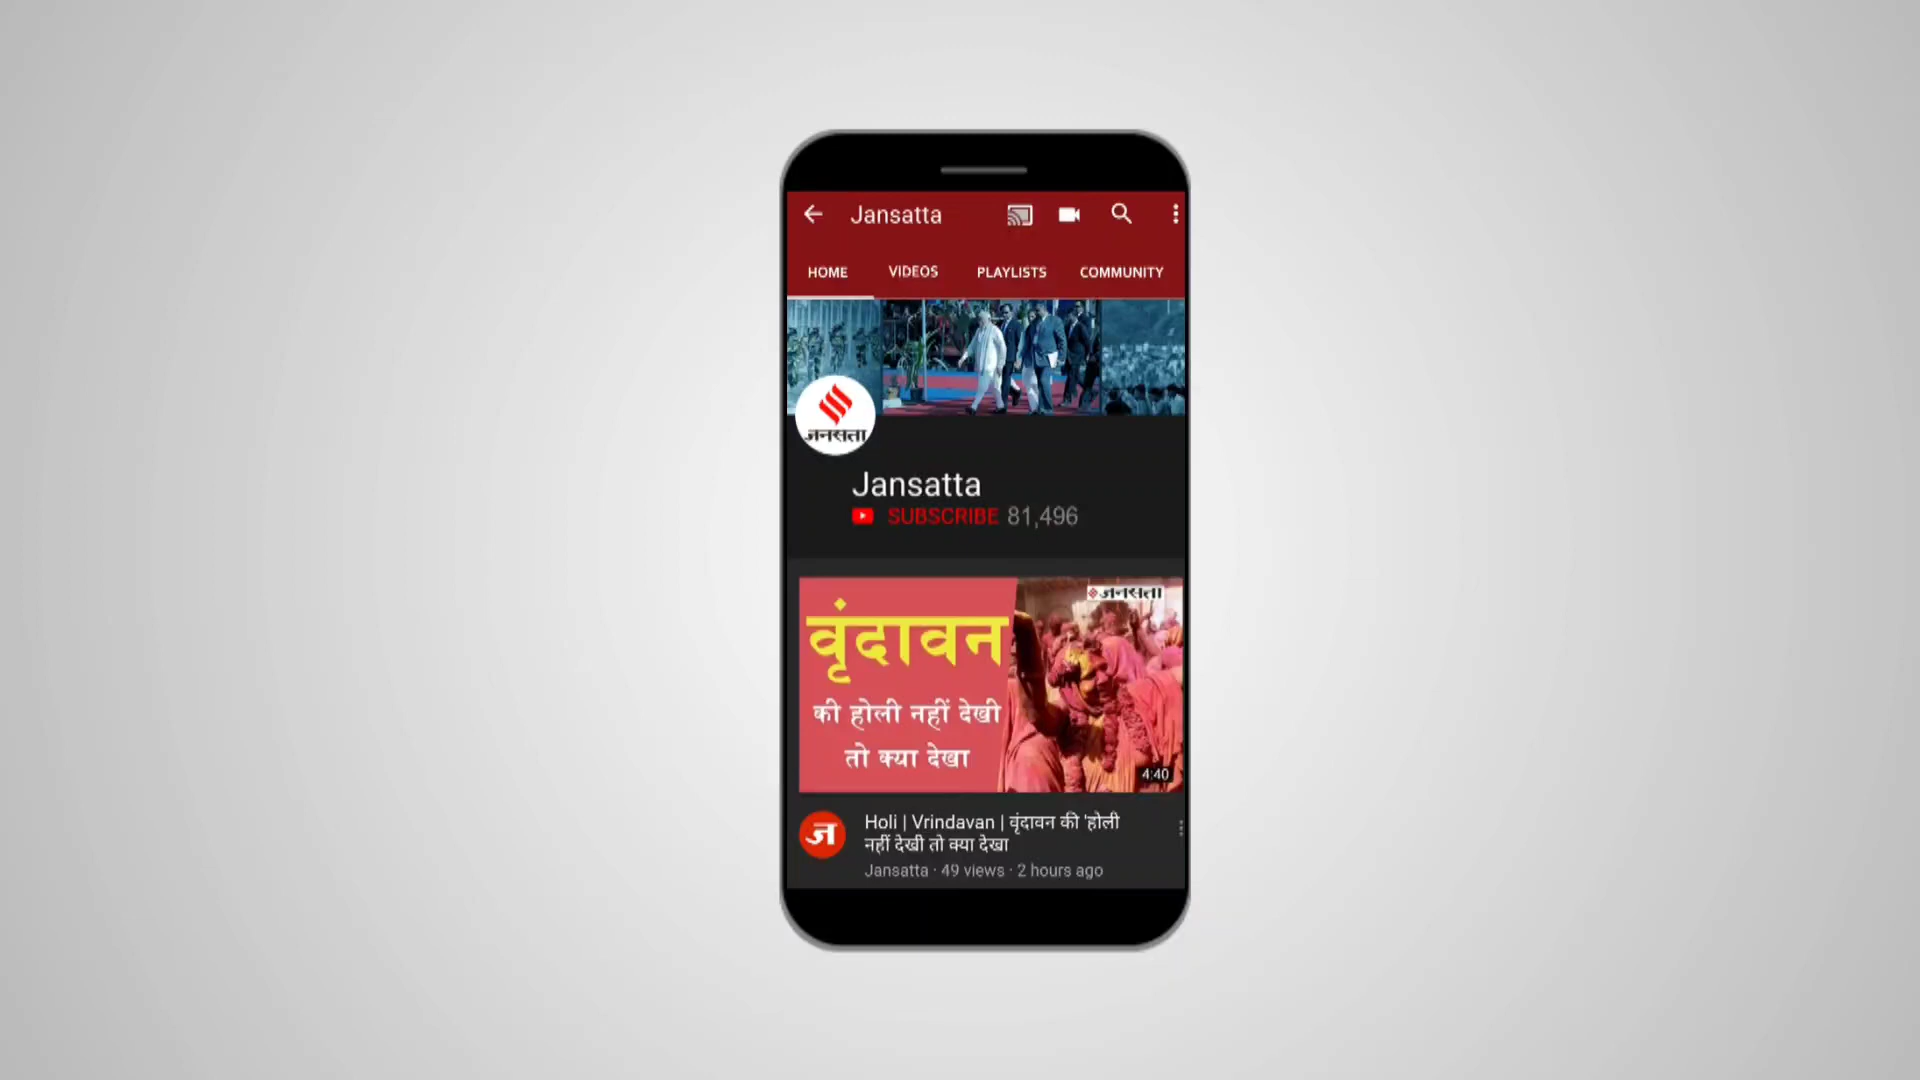 Jansatta
HOME VIDEOS PLAYLISTS COMMUNITY
जनसत्ता
Jansatta
SUBSCRIBE 81,496
जनसत्ता
वृंदावन
की होली नहीं देखी
तो क्या देखा
4:40
ज
Holi | Vrindavan | वृंदावन की 'होली
नहीं देखी तो क्या देखा
Jansatta · 49 views · 2 hours ago